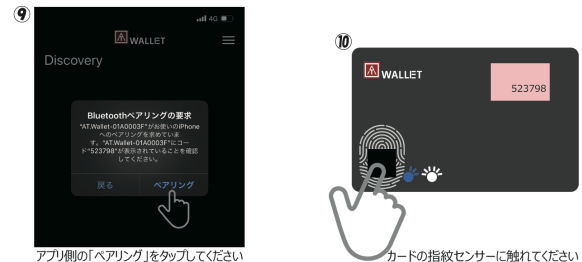 ⑨
4G
AT WALLET
Discovery
Bluetoothペアリングの要求
"AT.Wallet-01A0003F"がお使いのiPhone
へのペアリングを求めていま
す。"AT.Wallet-01A0003F"にコー
ド"523798"が表示されていることを確認
してください。
戻る
ペアリング
アプリ側の「ペアリング」をタップしてください
⑩
AT WALLET
523798
カードの指紋センサーに触れてください